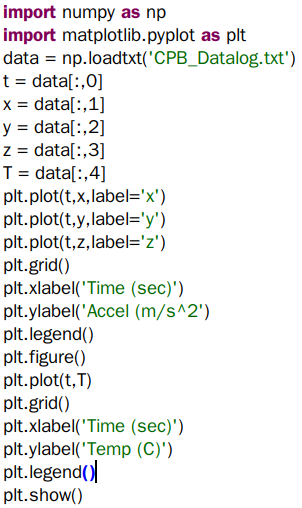 import numpy as np
import matplotlib.pyplot as plt
data = np.loadtxt('CPB_Datalog.txt')
t = data[:,0]
x = data[:,1]
y = data[:,2]
z = data[:,3]
T = data[:,4]
plt.plot(t,x,label='x')
plt.plot(t,y,label='y')
plt.plot(t,z,label='z')
plt.grid()
plt.xlabel('Time (sec)')
plt.ylabel('Accel (m/s^2')
plt.legend()
plt.figure()
plt.plot(t,T)
plt.grid()
plt.xlabel('Time (sec)')
plt.ylabel('Temp (C)')
plt.legend()
plt.show()